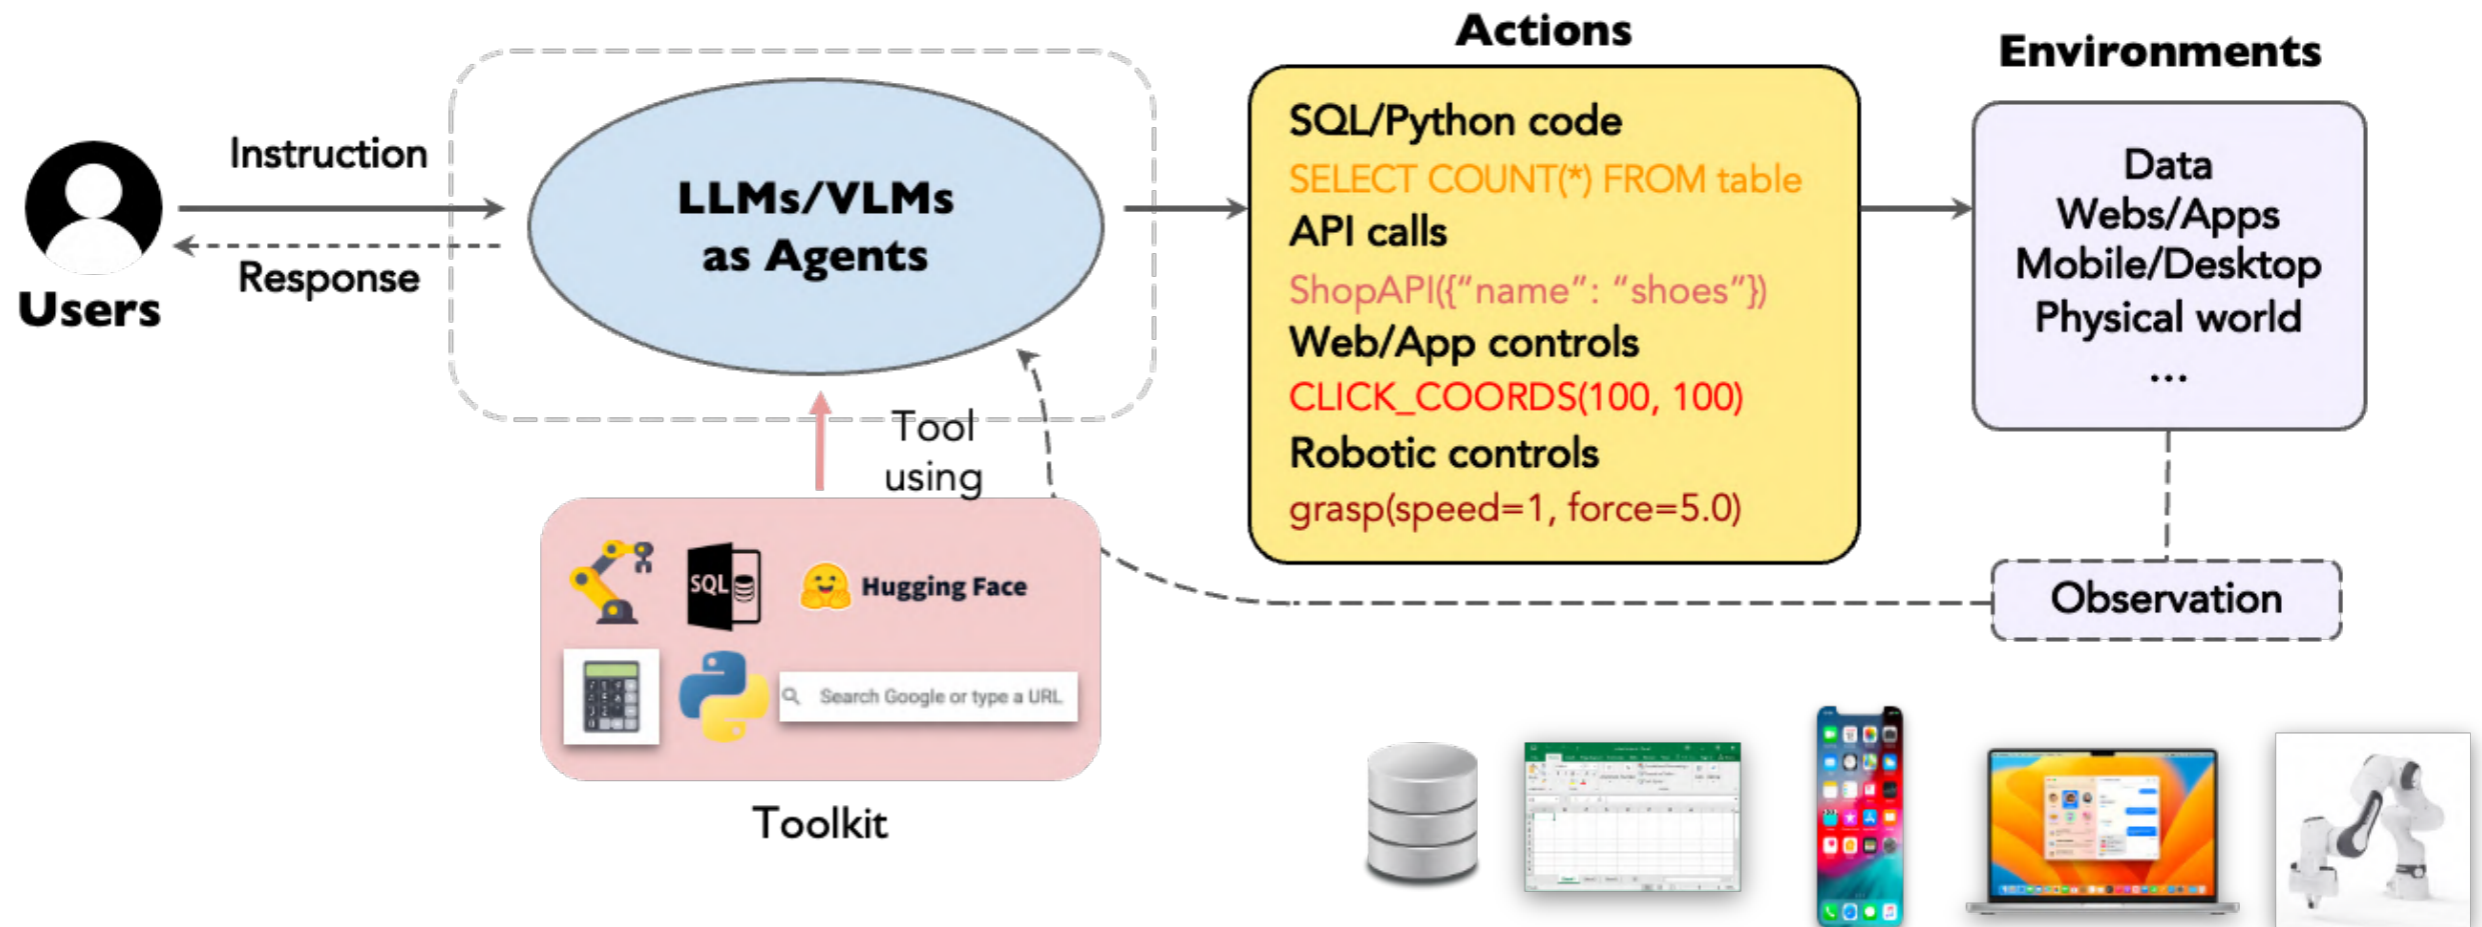 Users
Instruction
Response
LLMs/VLMs
as Agents
Tool
using
SQL
Hugging Face
Search Google or type a URL
Toolkit
Actions
SQL/Python code
SELECT COUNT(*) FROM table
API calls
ShopAPI({“name”: “shoes”})
Web/App controls
CLICK_COORDS(100, 100)
Robotic controls
grasp(speed=1, force=5.0)
Environments
Data
Webs/Apps
Mobile/Desktop
Physical world
...
Observation